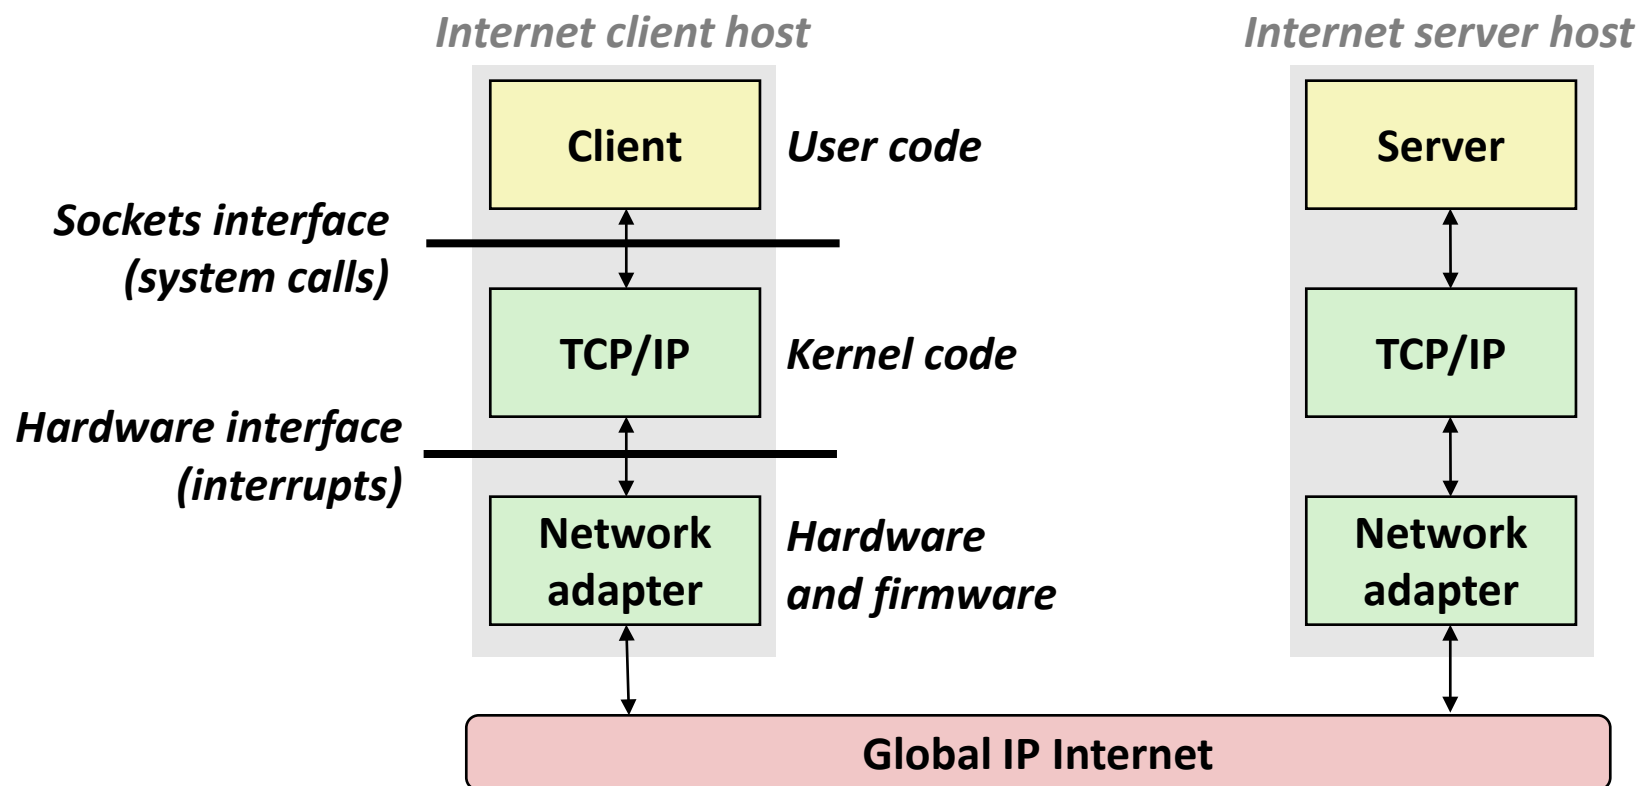 Internet client host
Internet server host
Client
User code
Server
Sockets interface
(system calls)
TCP/IP
Kernel code
TCP/IP
Hardware interface
(interrupts)
Network
adapter
Hardware
and firmware
Network
adapter
Global IP Internet